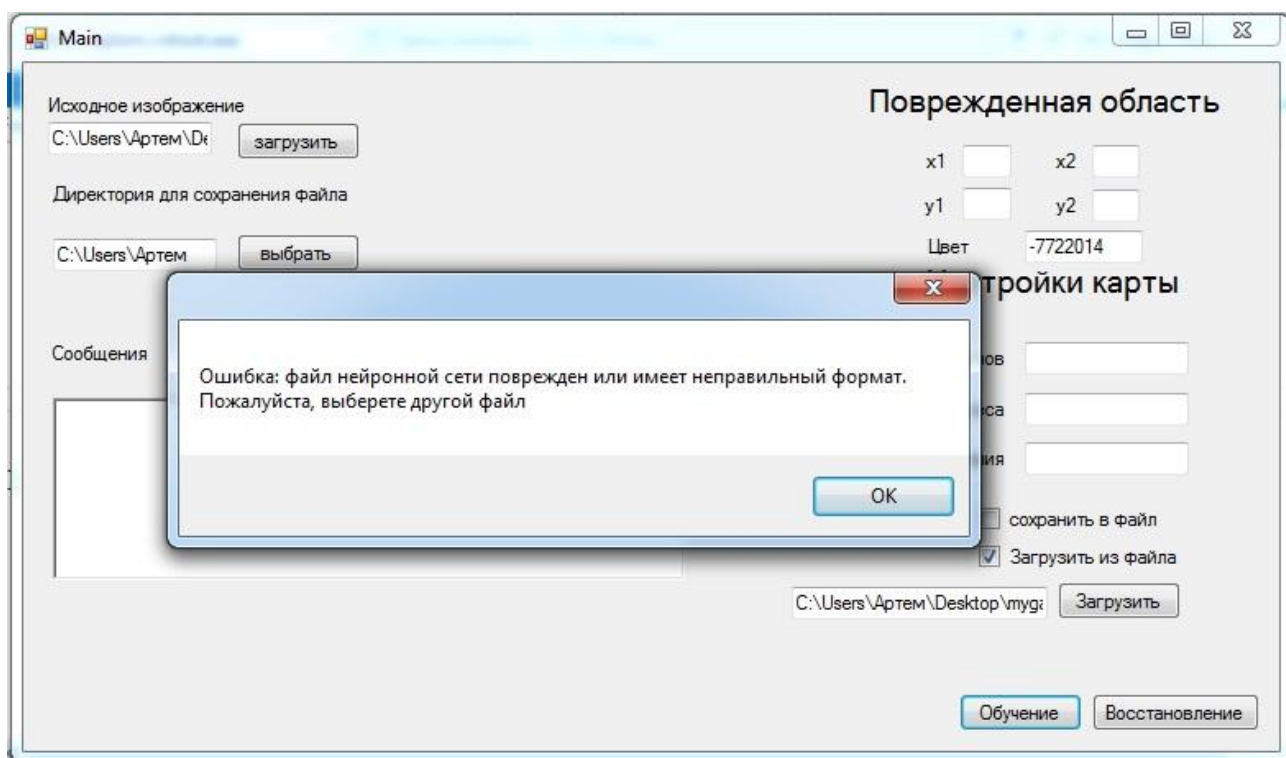 Main
Исходное изображение
C:\Users\Артем\De
загрузить
Директория для сохранения файла
C:\Users\Артем
выбрать
Сообщения
Поврежденная область
x1
x2
y1
y2
Цвет
-7722014
тройки карты
ов
са
ия
Ошибка: файл нейронной сети поврежден или имеет неправильный формат.
Пожалуйста, выберете другой файл
OK
сохранить в файл
Загрузить из файла
C:\Users\Артем\Desktop\myga
Загрузить
Обучение
Восстановление